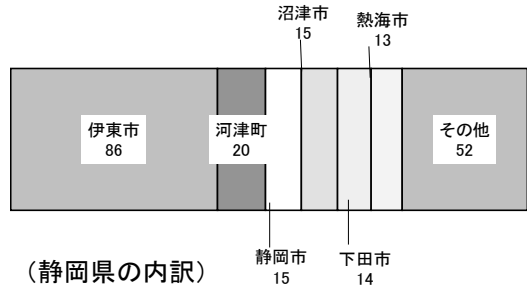 沼津市
15
熱海市
13
伊東市
86
河津町
20
その他
52
静岡市
15
下田市
14
（静岡県の内訳）